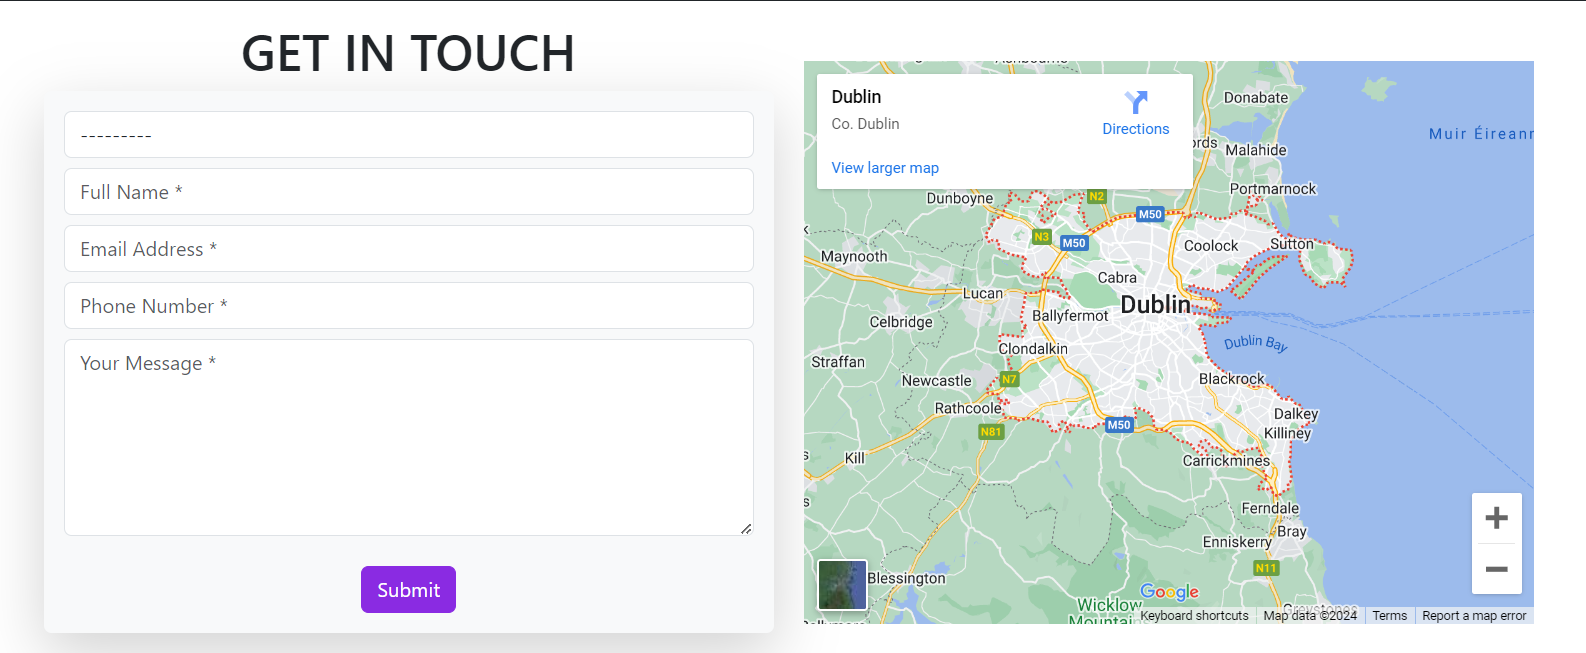 GET IN TOUCH
---------
Full Name *
Email Address *
Phone Number *
Your Message *
Submit
Dublin
Co. Dublin
Directions
View larger map
Donabate
Muir Éireann
Malahide
Portmarnock
Dunboyne
N2
M50
N3
M50
Coolock
Sutton
Maynooth
Cabra
Lucan
Dublin
Celbridge
Ballyfermot
Dublin Bay
Clondalkin
Straffan
Newcastle
N7
Blackrock
Rathcoole
Dalkey
N81
M50
Killiney
Kill
Carrickmines
Ferndale
Bray
Enniskerry
N11
Blessington
Google
Wicklow
Mountain
Greystones
Keyboard shortcuts
Map data ©2024
Terms
Report a map error